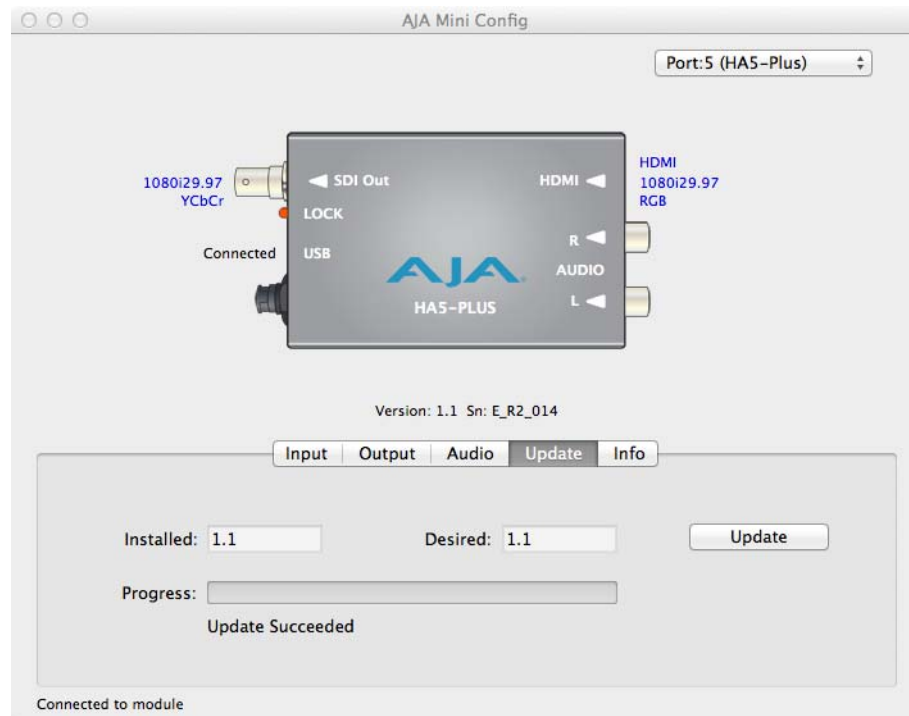 AJA Mini Config
Port:5 (HA5-Plus)
1080i29.97
YCbCr
SDI Out
LOCK
Connected
USB
HDMI
R
AUDIO
L
AJA
HA5-PLUS
HDMI
1080i29.97
RGB
Version: 1.1 Sn: E_R2_014
Input Output Audio Update Info
Installed: 1.1 Desired: 1.1 Update
Progress:
Update Succeeded
Connected to module